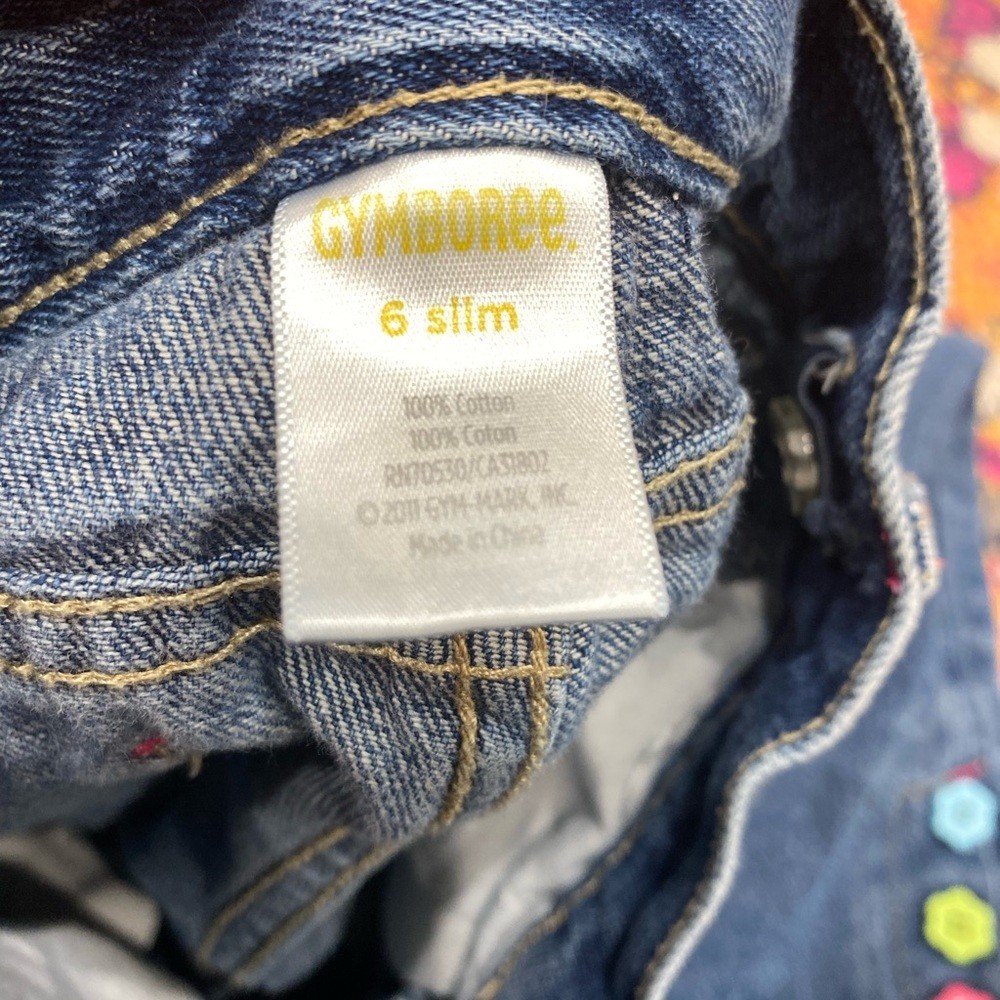 GYMBOREE.
6 slim
100% Cotton
100% Coton
RN70530/CA31802
©2011 GYM-MARK, INC.
Made in China